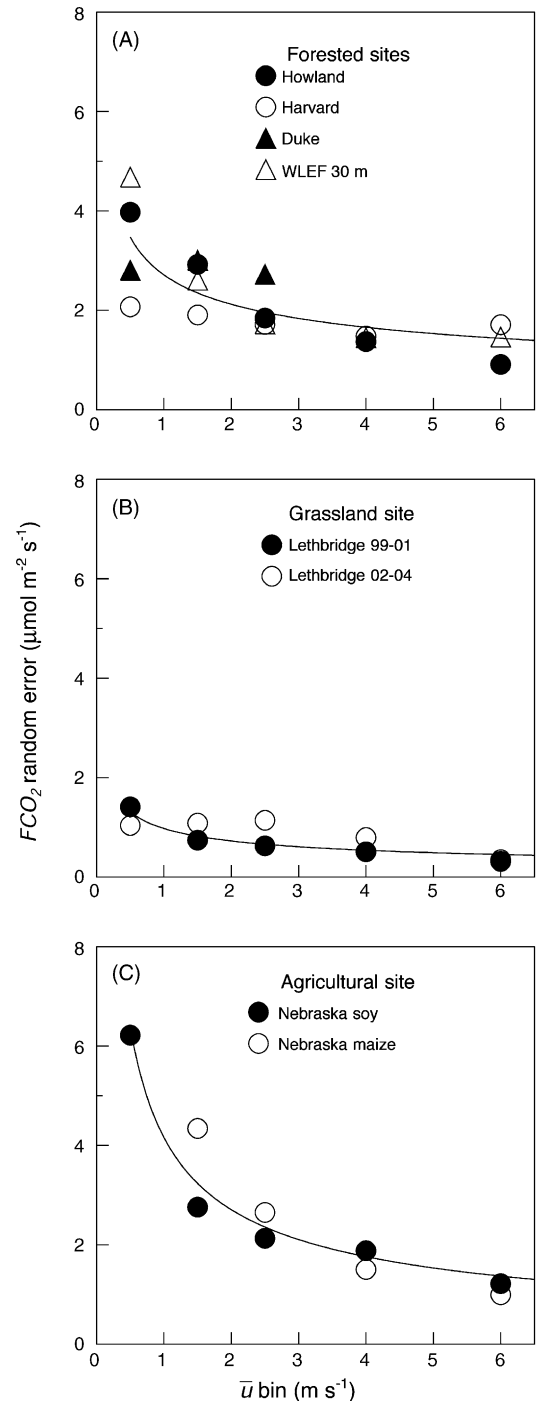 8
(A)
Forested sites
Howland
Harvard
Duke
WLEF 30 m
6
4
2
0
0 1 2 3 4 5 6
8
(B)
Grassland site
Lethbridge 99-01
Lethbridge 02-04
6
4
2
0
0 1 2 3 4 5 6
FCO₂ random error (μmol m⁻² s⁻¹)
8
(C)
Agricultural site
Nebraska soy
Nebraska maize
6
4
2
0
0 1 2 3 4 5 6
u̅ bin (m s⁻¹)